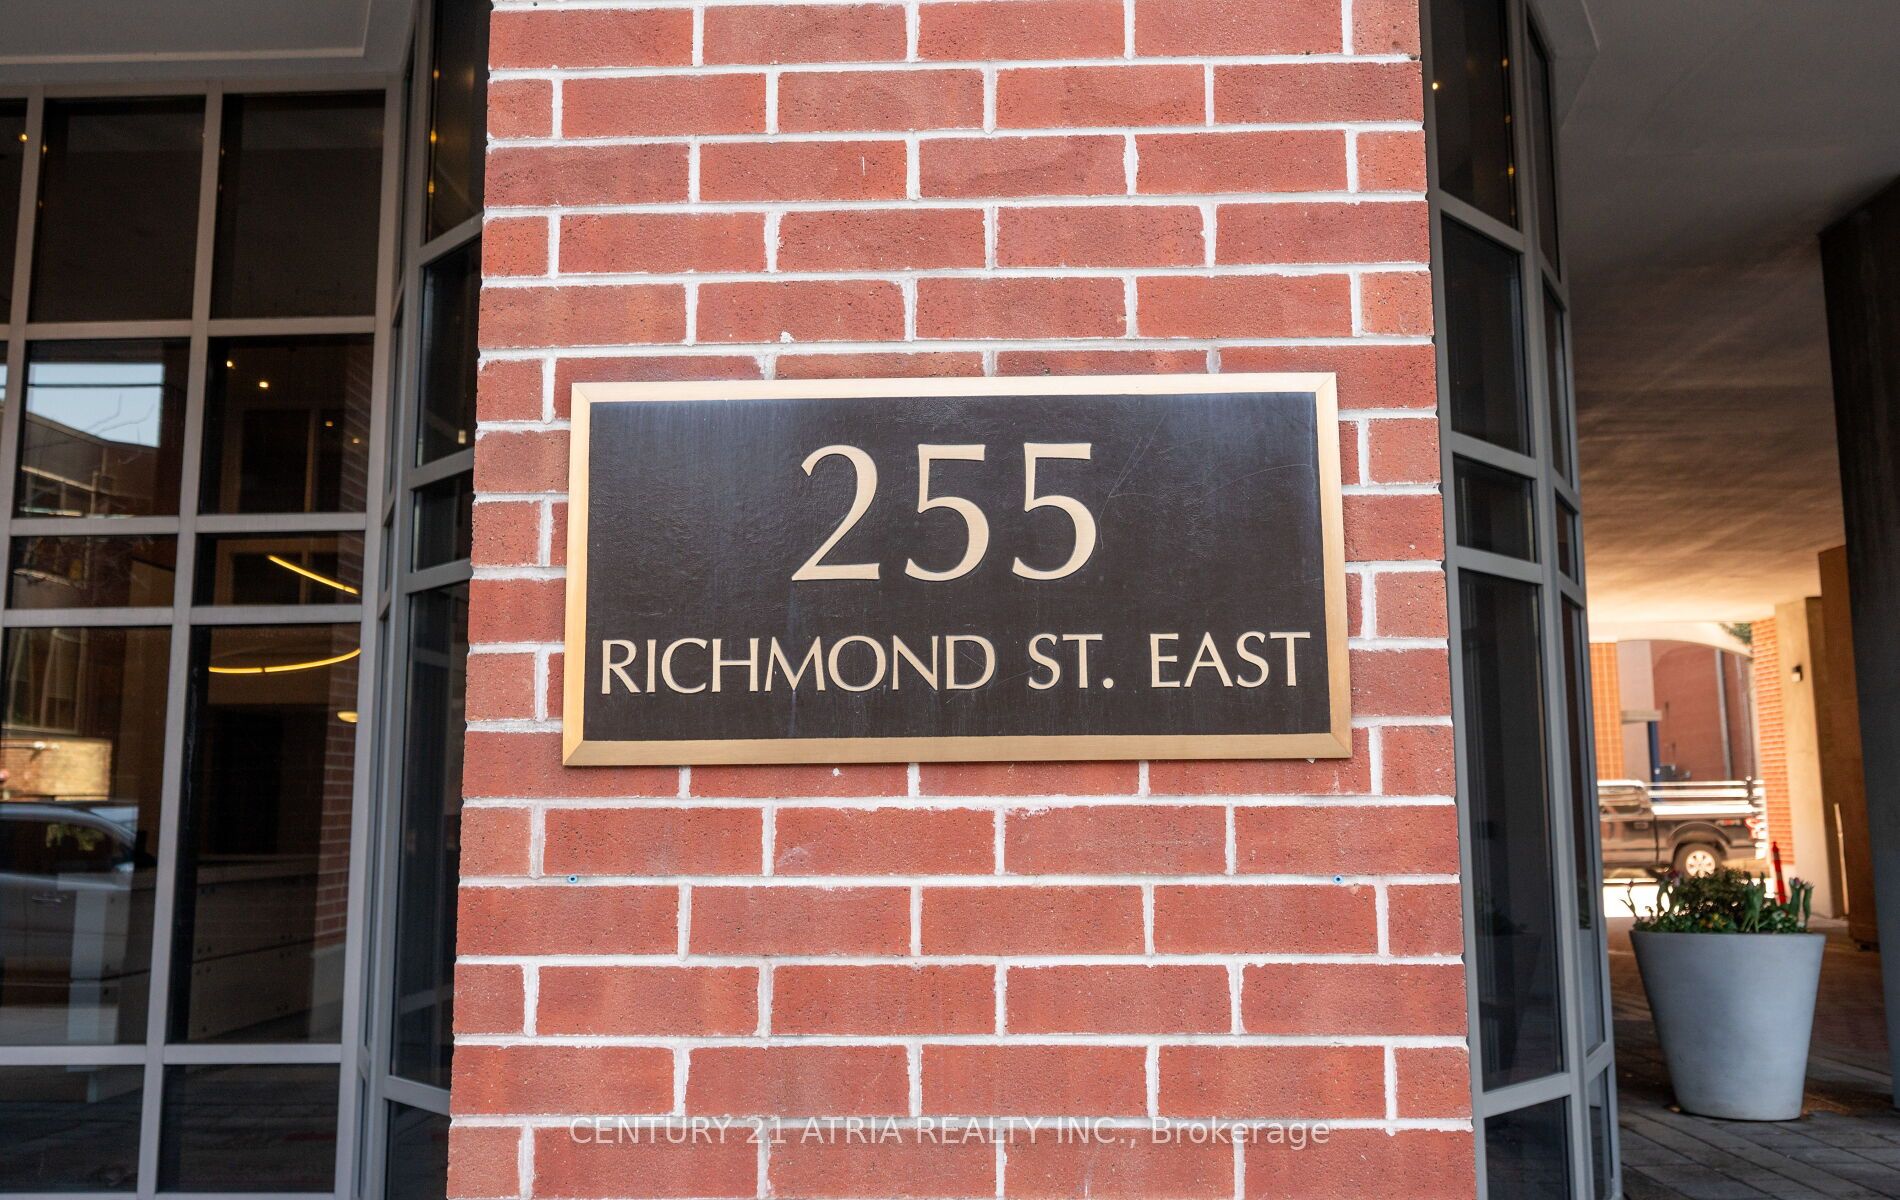 255
RICHMOND ST. EAST
CENTURY 21 ATRIA REALTY INC., Brokerage